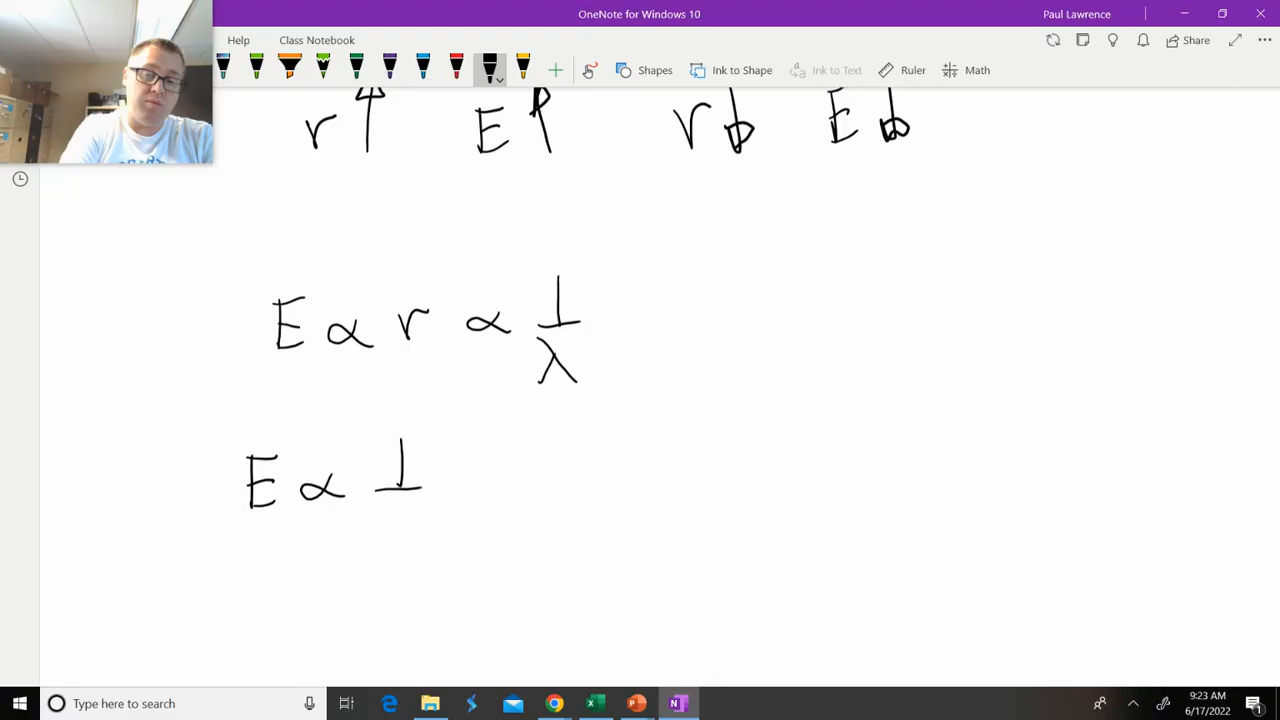 OneNote for Windows 10
Paul Lawrence
Help Class Notebook
Share
Shapes Ink to Shape Ink to Text Ruler Math
r↑ E↑ r↓ E↓
E ∝ r ∝ 1/λ
E ∝ 1
Type here to search
9:23 AM
6/17/2022
1